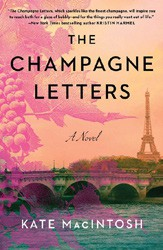 "The Champagne Letters, which sparkles like the finest champagne, will inspire you
to reach both for a glass of bubbly—and for the things you really want out of life."
—New York Times bestselling author KRISTIN HARMEL
THE
CHAMPAGNE
LETTERS
A Novel
KATE MACINTOSH